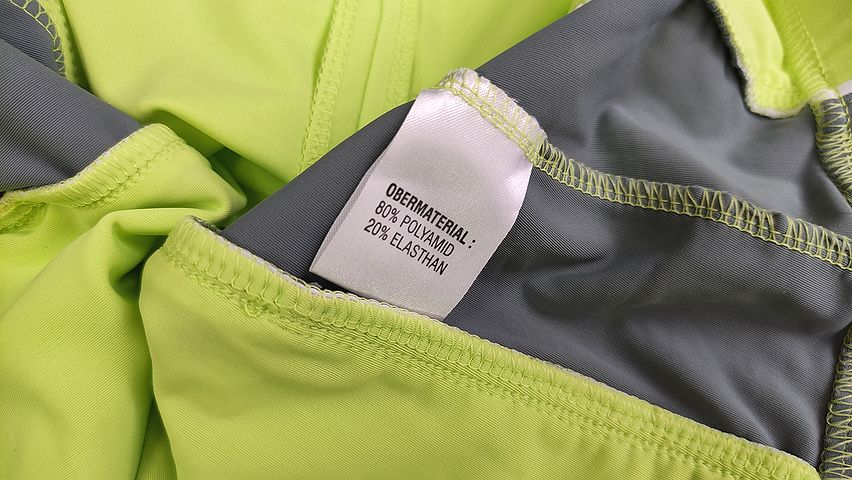 OBERMATERIAL :
80% POLYAMID
20% ELASTHAN